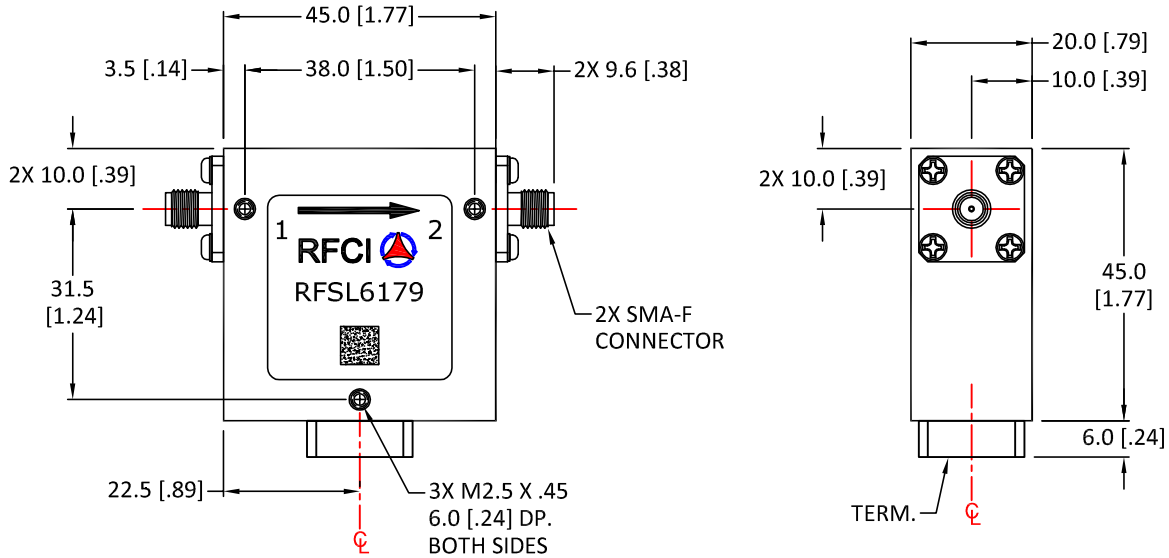 45.0 [1.77]
3.5 [.14]
38.0 [1.50]
2X 9.6 [.38]
2X 10.0 [.39]
1
2
RFCI
RFSL6179
31.5
[1.24]
2X SMA-F
CONNECTOR
22.5 [.89]
3X M2.5 X .45
6.0 [.24] DP.
BOTH SIDES
℄
20.0 [.79]
10.0 [.39]
2X 10.0 [.39]
45.0
[1.77]
6.0 [.24]
TERM.
℄